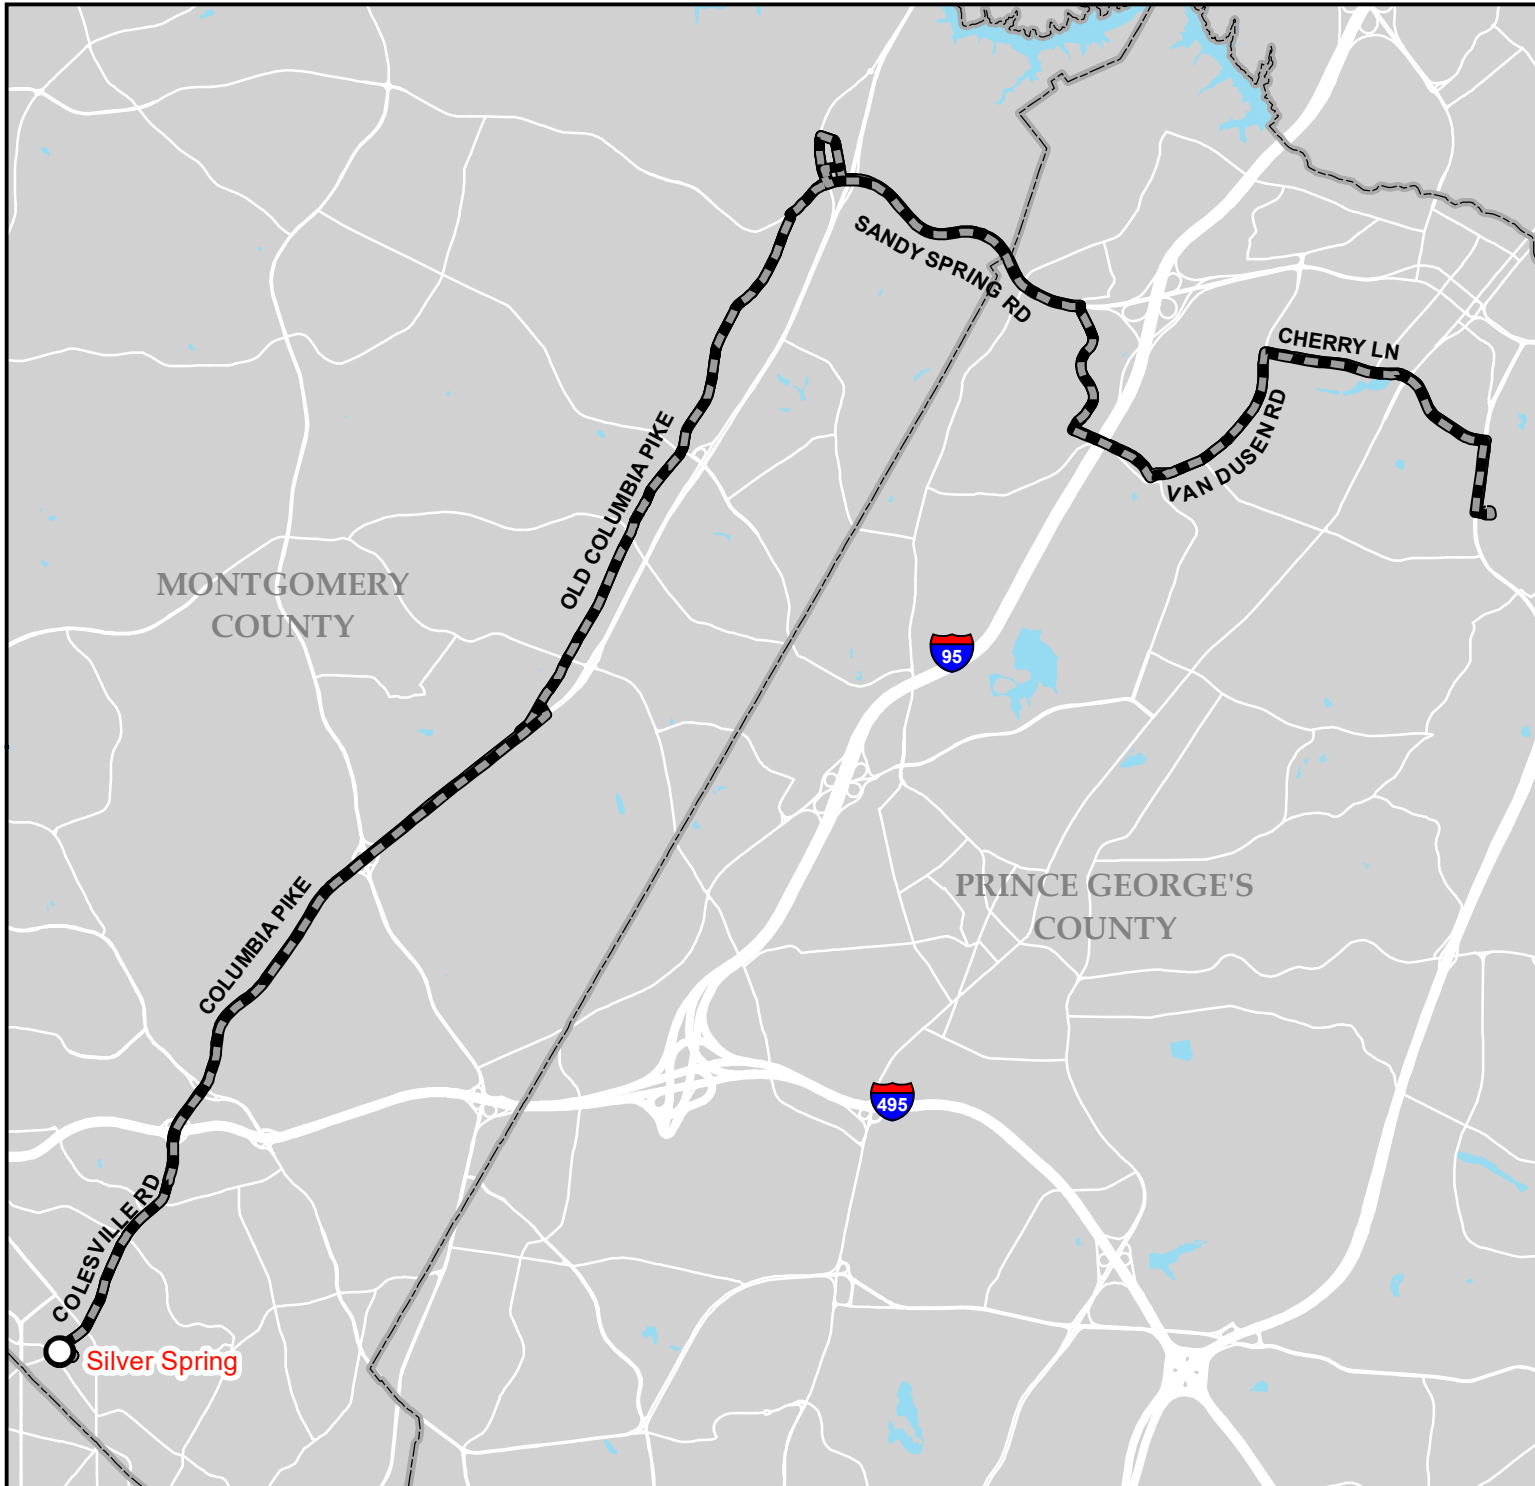 SANDY SPRING RD
CHERRY LN
VAN DUSEN RD
OLD COLUMBIA PIKE
MONTGOMERY
COUNTY
95
PRINCE GEORGE'S
COUNTY
COLUMBIA PIKE
495
COLESVILLE RD
Silver Spring